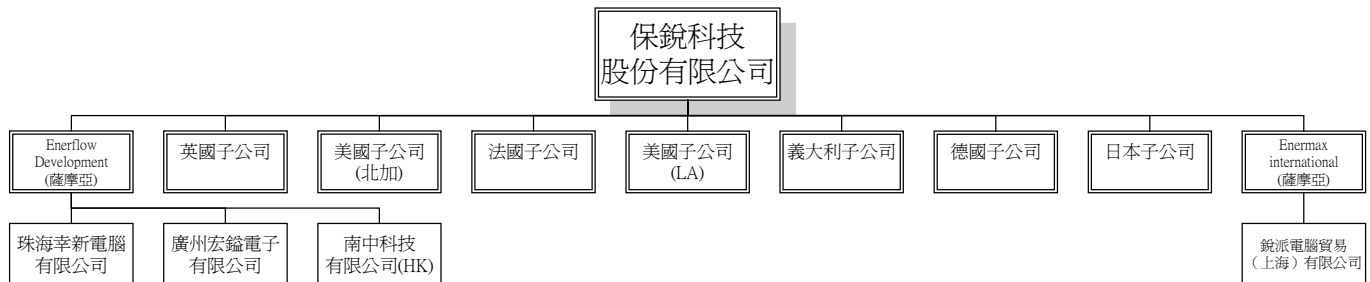 保銳科技
股份有限公司
Enerflow
Development
(薩摩亞)
英國子公司
美國子公司
(北加)
法國子公司
美國子公司
(LA)
義大利子公司
德國子公司
日本子公司
Enermax
international
(薩摩亞)
珠海幸新電腦
有限公司
廣州宏鎰電子
有限公司
南中科技
有限公司(HK)
銳派電腦貿易
（上海）有限公司